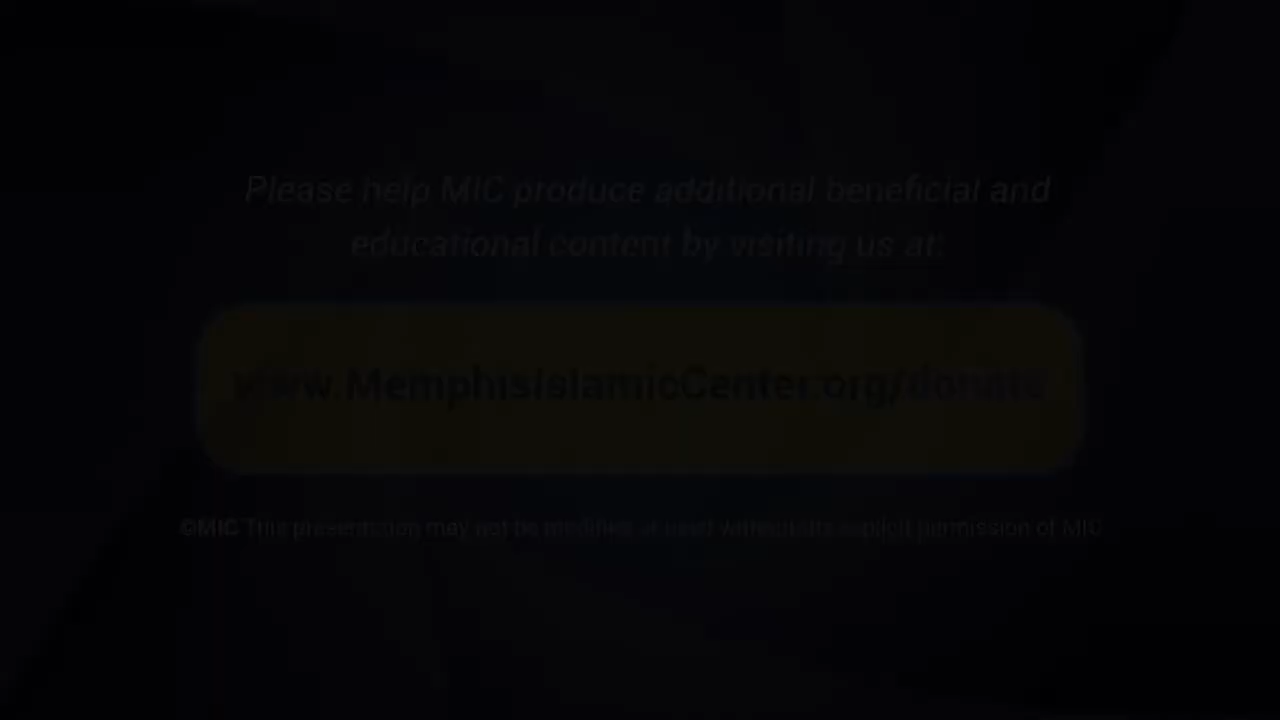 Please help MIC produce additional beneficial and
educational content by visiting us at:
www.MemphisIslamicCenter.org/donate
©MIC This presentation may not be modified or used without the explicit permission of MIC